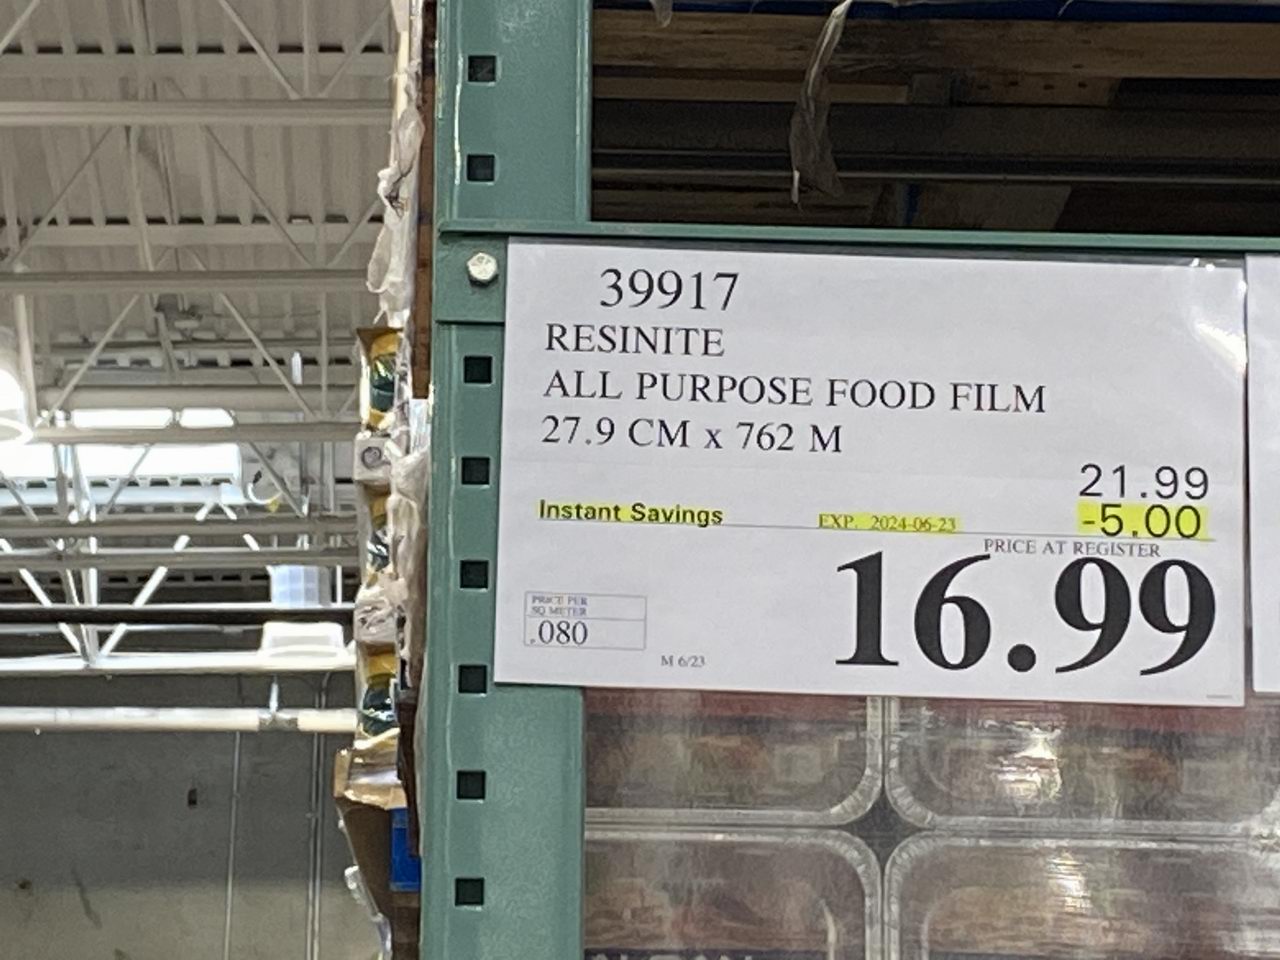 39917
RESINITE
ALL PURPOSE FOOD FILM
27.9 CM x 762 M
21.99
Instant Savings EXP. 2024-06-23 -5.00
PRICE AT REGISTER
16.99
PRICE PER
SQ METER
.080
M 6/23